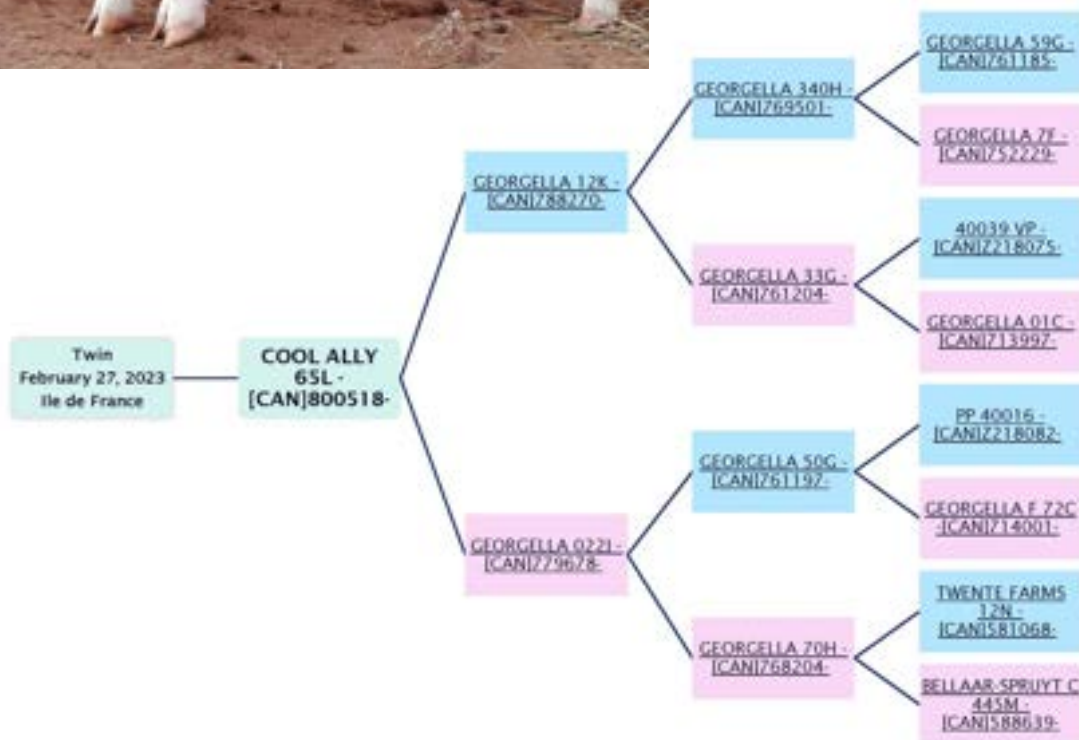 Twin
February 27, 2023
Ile de France
COOL ALLY
65L -
[CAN]800518-
GEORGELLA 12K -
[CAN]788270-
GEORGELLA 022J -
[CAN]779678-
GEORGELLA 340H -
[CAN]769501-
GEORGELLA 33G -
[CAN]761204-
GEORGELLA 50G -
[CAN]761197-
GEORGELLA 70H -
[CAN]768204-
GEORGELLA 59G -
[CAN]761185-
GEORGELLA 7F -
[CAN]752229-
40039 VP -
[CAN]Z218075-
GEORGELLA 01C -
[CAN]713997-
PP 40016 -
[CAN]Z218082-
GEORGELLA F 72C
-[CAN]714001-
TWENTE FARMS
12N -
[CAN]581068-
BELLAAR-SPRUYT C
445M -
[CAN]588639-